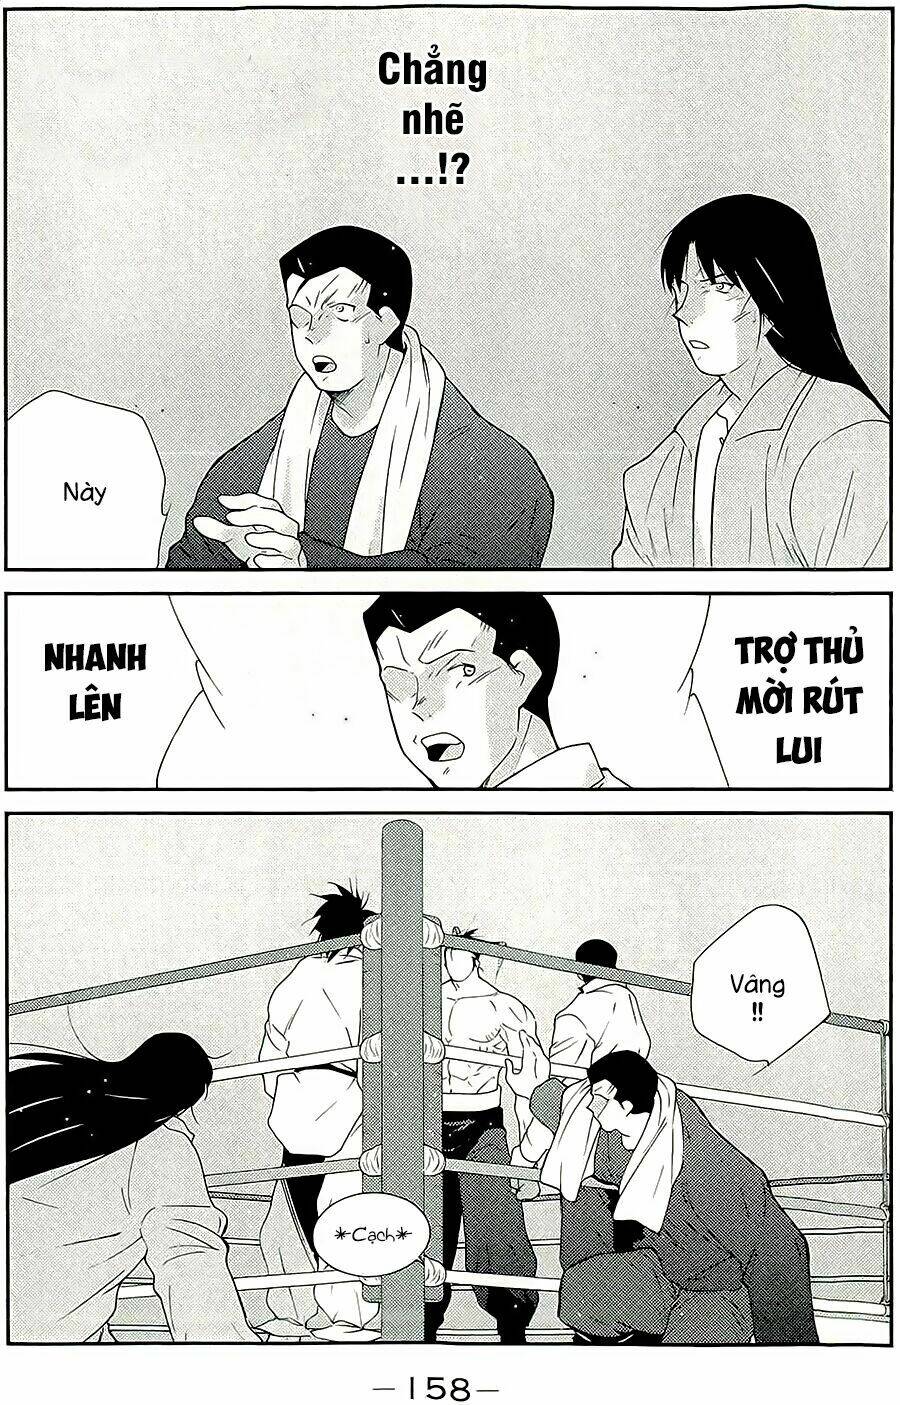 Chẳng
nhẽ
...!?
Này
TRỢ THỦ
MỜI RÚT
LUI
NHANH
LÊN
Vâng
!!
*Cạch*
-158-